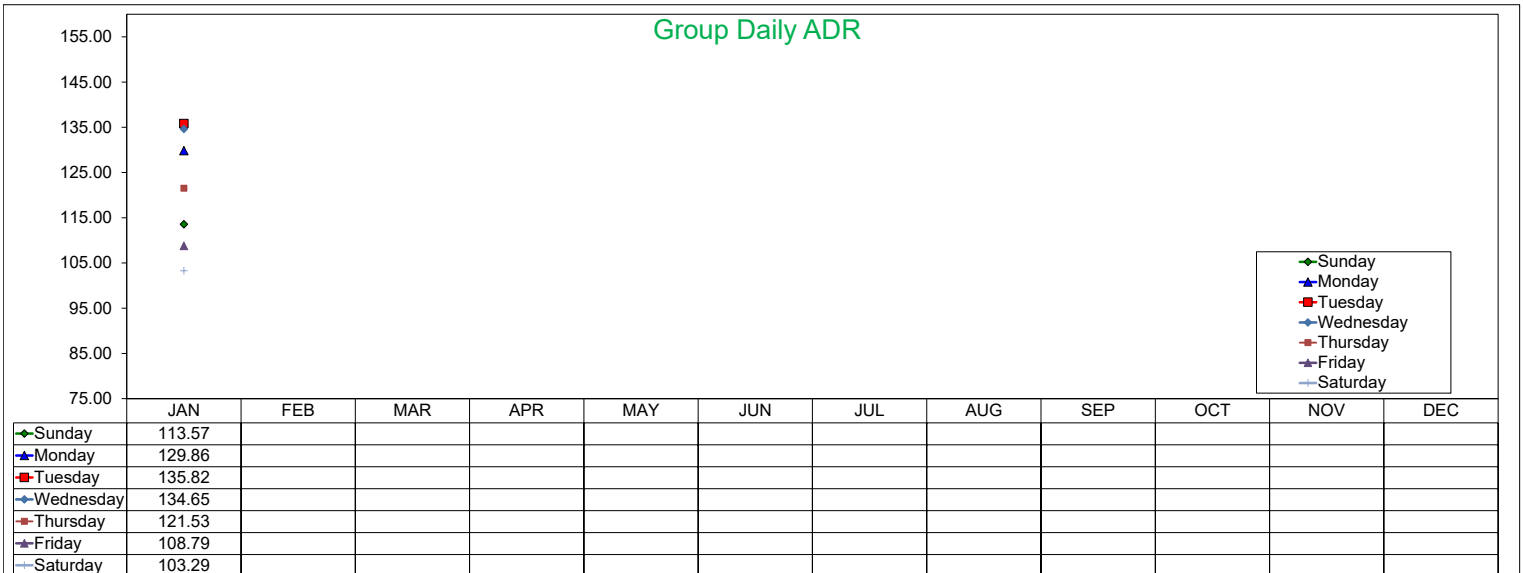 Group Daily ADR
155.00
145.00
135.00
125.00
115.00
105.00
95.00
85.00
75.00
Sunday
Monday
Tuesday
Wednesday
Thursday
Friday
Saturday
JAN FEB MAR APR MAY JUN JUL AUG SEP OCT NOV DEC
Sunday 113.57
Monday 129.86
Tuesday 135.82
Wednesday 134.65
Thursday 121.53
Friday 108.79
Saturday 103.29